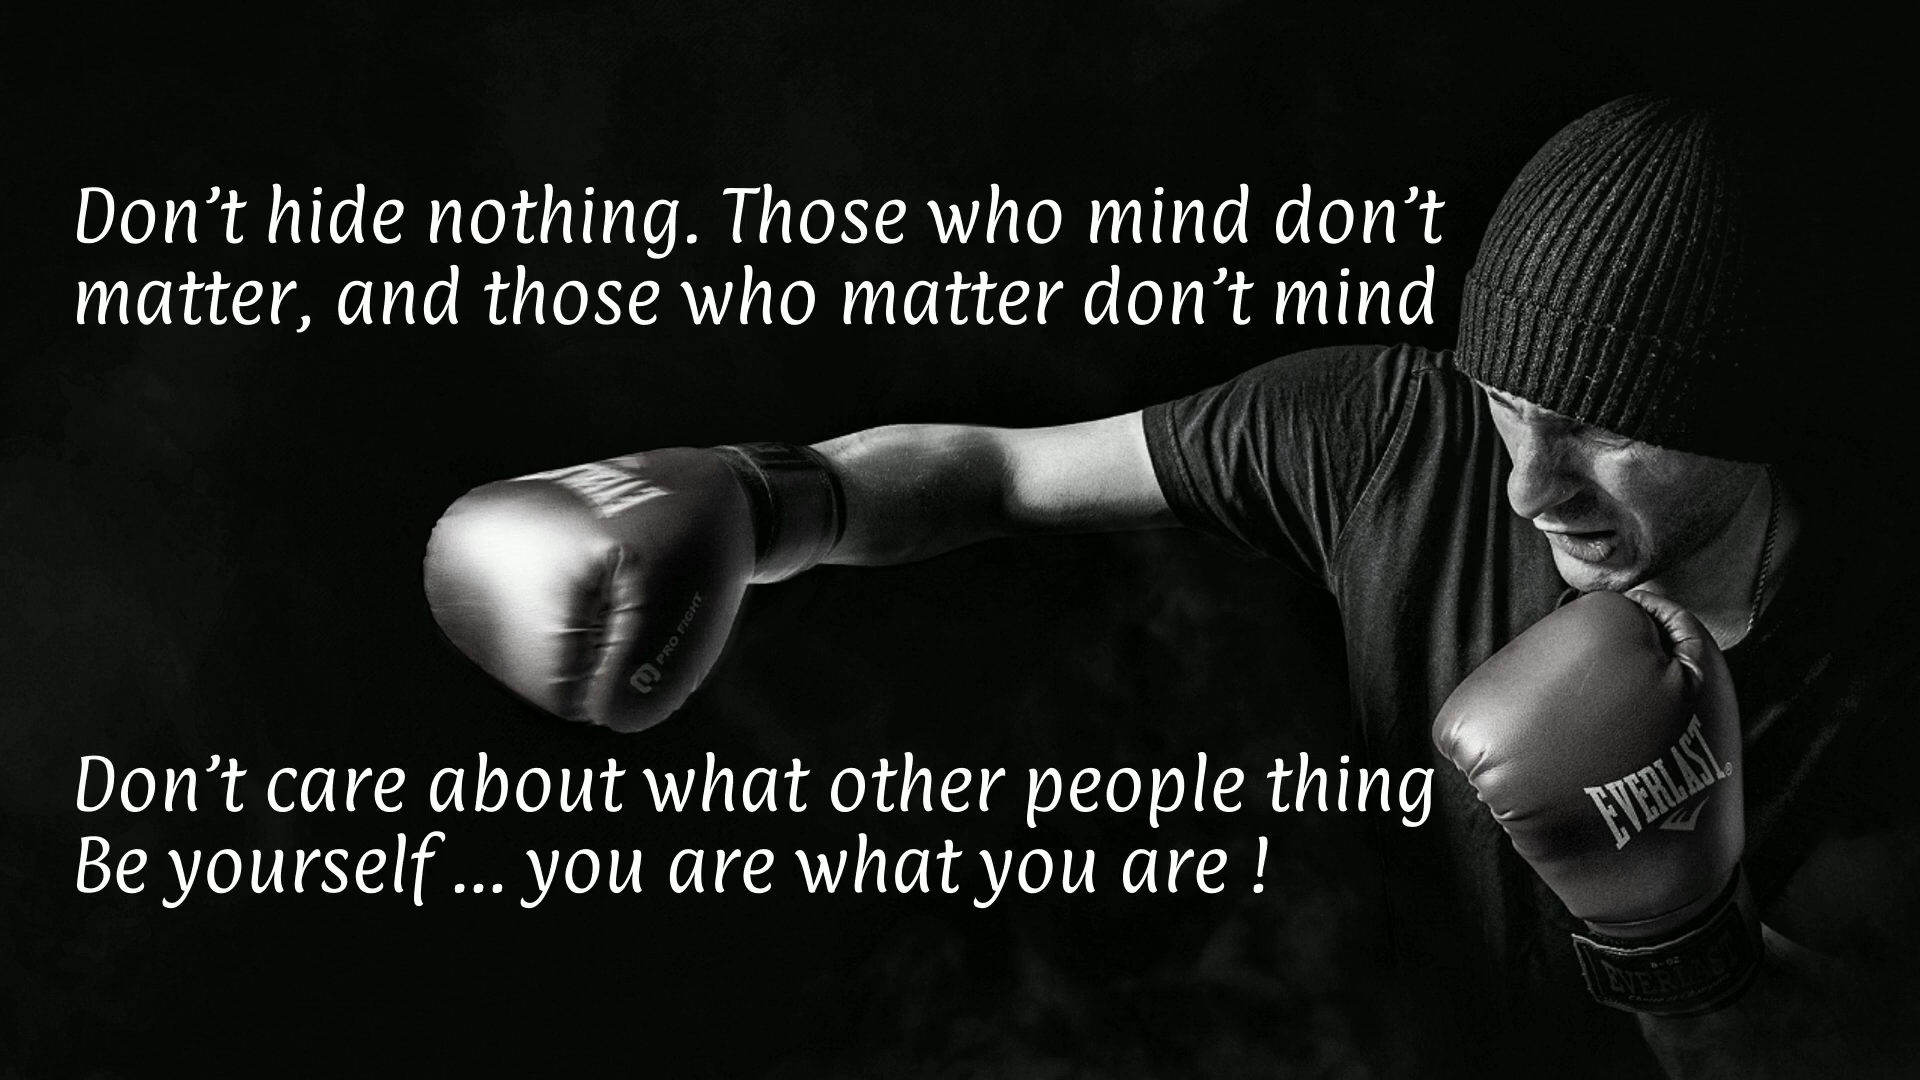 Don’t hide nothing. Those who mind don’t
matter, and those who matter don’t mind
PRO FIGHT
Don’t care about what other people thing
Be yourself ... you are what you are !
EVERLAST
EVERLAST